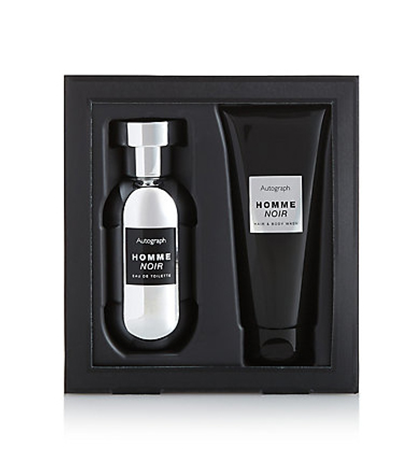 Autograph
HOMME
NOIR
EAU DE TOILETTE
Autograph
HOMME
NOIR
HAIR & BODY WASH